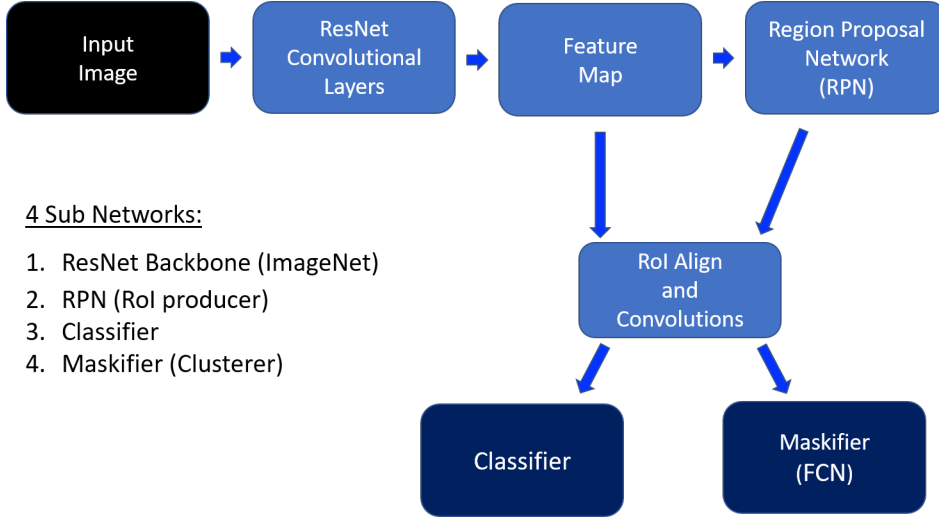 Input
Image
ResNet
Convolutional
Layers
Feature
Map
Region Proposal
Network
(RPN)
4 Sub Networks:
1. ResNet Backbone (ImageNet)
2. RPN (RoI producer)
3. Classifier
4. Maskifier (Clusterer)
RoI Align
and
Convolutions
Classifier
Maskifier
(FCN)